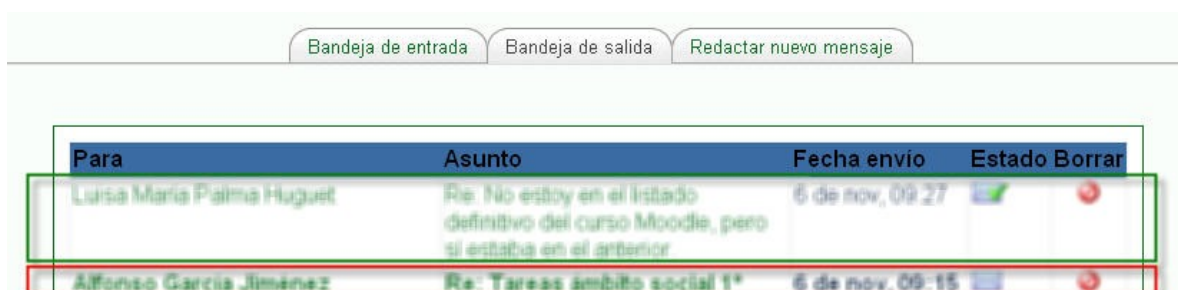 Bandeja de entrada Bandeja de salida Redactar nuevo mensaje
Para Asunto Fecha envío Estado Borrar
Luisa María Palma Huguet Re: No estoy en el listado 6 de nov, 09:27
definitivo del curso Moodle, pero
si estaba en el anterior
Alfonso García Jiménez Re: Tareas ámbito social 1* 6 de nov, 09:15